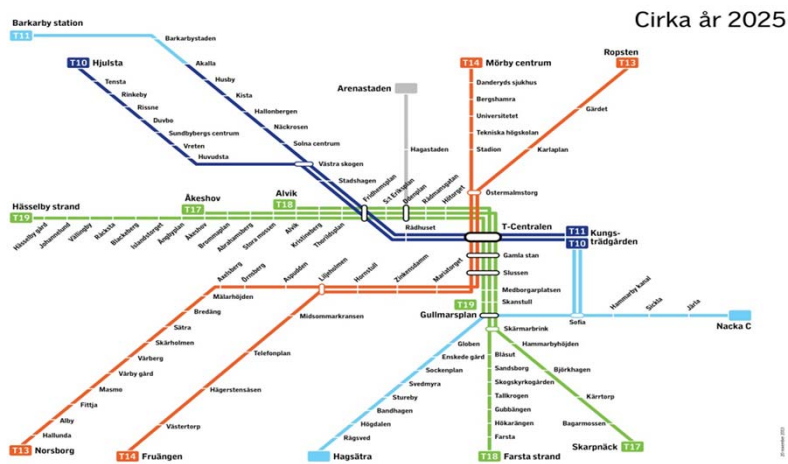 Cirka år 2025
Barkarby station
T11
Barkarbystaden
T10 Hjulsta
Akalla
Husby
Kista
Hallonbergen
Näckrosen
Solna centrum
Västra skogen
Stadshagen
Tensta
Rinkeby
Rissne
Duvbo
Sundbybergs centrum
Vreten
Huvudsta
Arenastaden
Hagastaden
T14 Mörby centrum
Danderyds sjukhus
Bergshamra
Universitetet
Tekniska högskolan
Stadion
Ropsten
T13
Gärdet
Karlaplan
Östermalmstorg
Hässelby strand
T19
Åkeshov
T17
Alvik
T18
Fridhemsplan
S:t Eriksplan
Odenplan
Rådmansgatan
Hötorget
Hässelby gård
Johannelund
Vällingby
Räcksta
Blackeberg
Islandstorget
Ängbyplan
Åkeshov
Brommaplan
Abrahamsberg
Stora mossen
Alvik
Kristineberg
Thorildsplan
Rådhuset
T-Centralen
T11
T10
Kungs-
trädgården
Gamla stan
Slussen
Medborgarplatsen
Skanstull
T19
Gullmarsplan
Skärmarbrink
Axelsberg
Örnsberg
Aspudden
Liljeholmen
Hornstull
Zinkensdamm
Mariatorget
Mälarhöjden
Bredäng
Sätra
Skärholmen
Vårberg
Vårby gård
Masmo
Fittja
Alby
Hallunda
T13 Norsborg
Midsommarkransen
Telefonplan
Hägerstensåsen
Västertorp
T14 Fruängen
Globen
Enskede gård
Sockenplan
Svedmyra
Stureby
Bandhagen
Högdalen
Rågsved
Hagsätra
Blåsut
Sandsborg
Skogskyrkogården
Tallkrogen
Gubbängen
Hökarängen
Farsta
T18 Farsta strand
Hammarbyhöjden
Björkhagen
Kärrtorp
Bagarmossen
Skarpnäck T17
Sofia
Hammarby kanal
Sickla
Järla
Nacka C